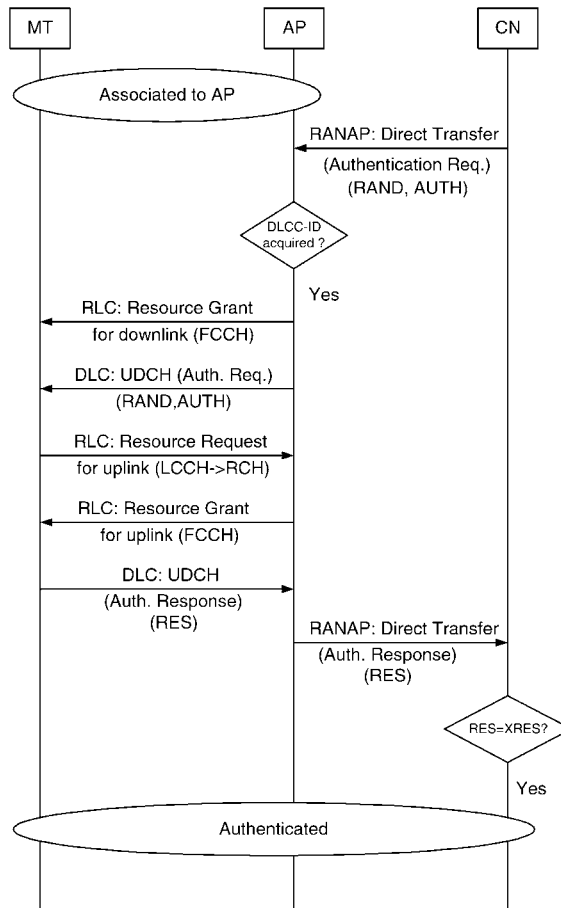 MT
AP
CN
Associated to AP
RANAP: Direct Transfer
(Authentication Req.)
(RAND, AUTH)
DLCC-ID
acquired ?
Yes
RLC: Resource Grant
for downlink (FCCH)
DLC: UDCH (Auth. Req.)
(RAND,AUTH)
RLC: Resource Request
for uplink (LCCH->RCH)
RLC: Resource Grant
for uplink (FCCH)
DLC: UDCH
(Auth. Response)
(RES)
RANAP: Direct Transfer
(Auth. Response)
(RES)
RES=XRES?
Yes
Authenticated